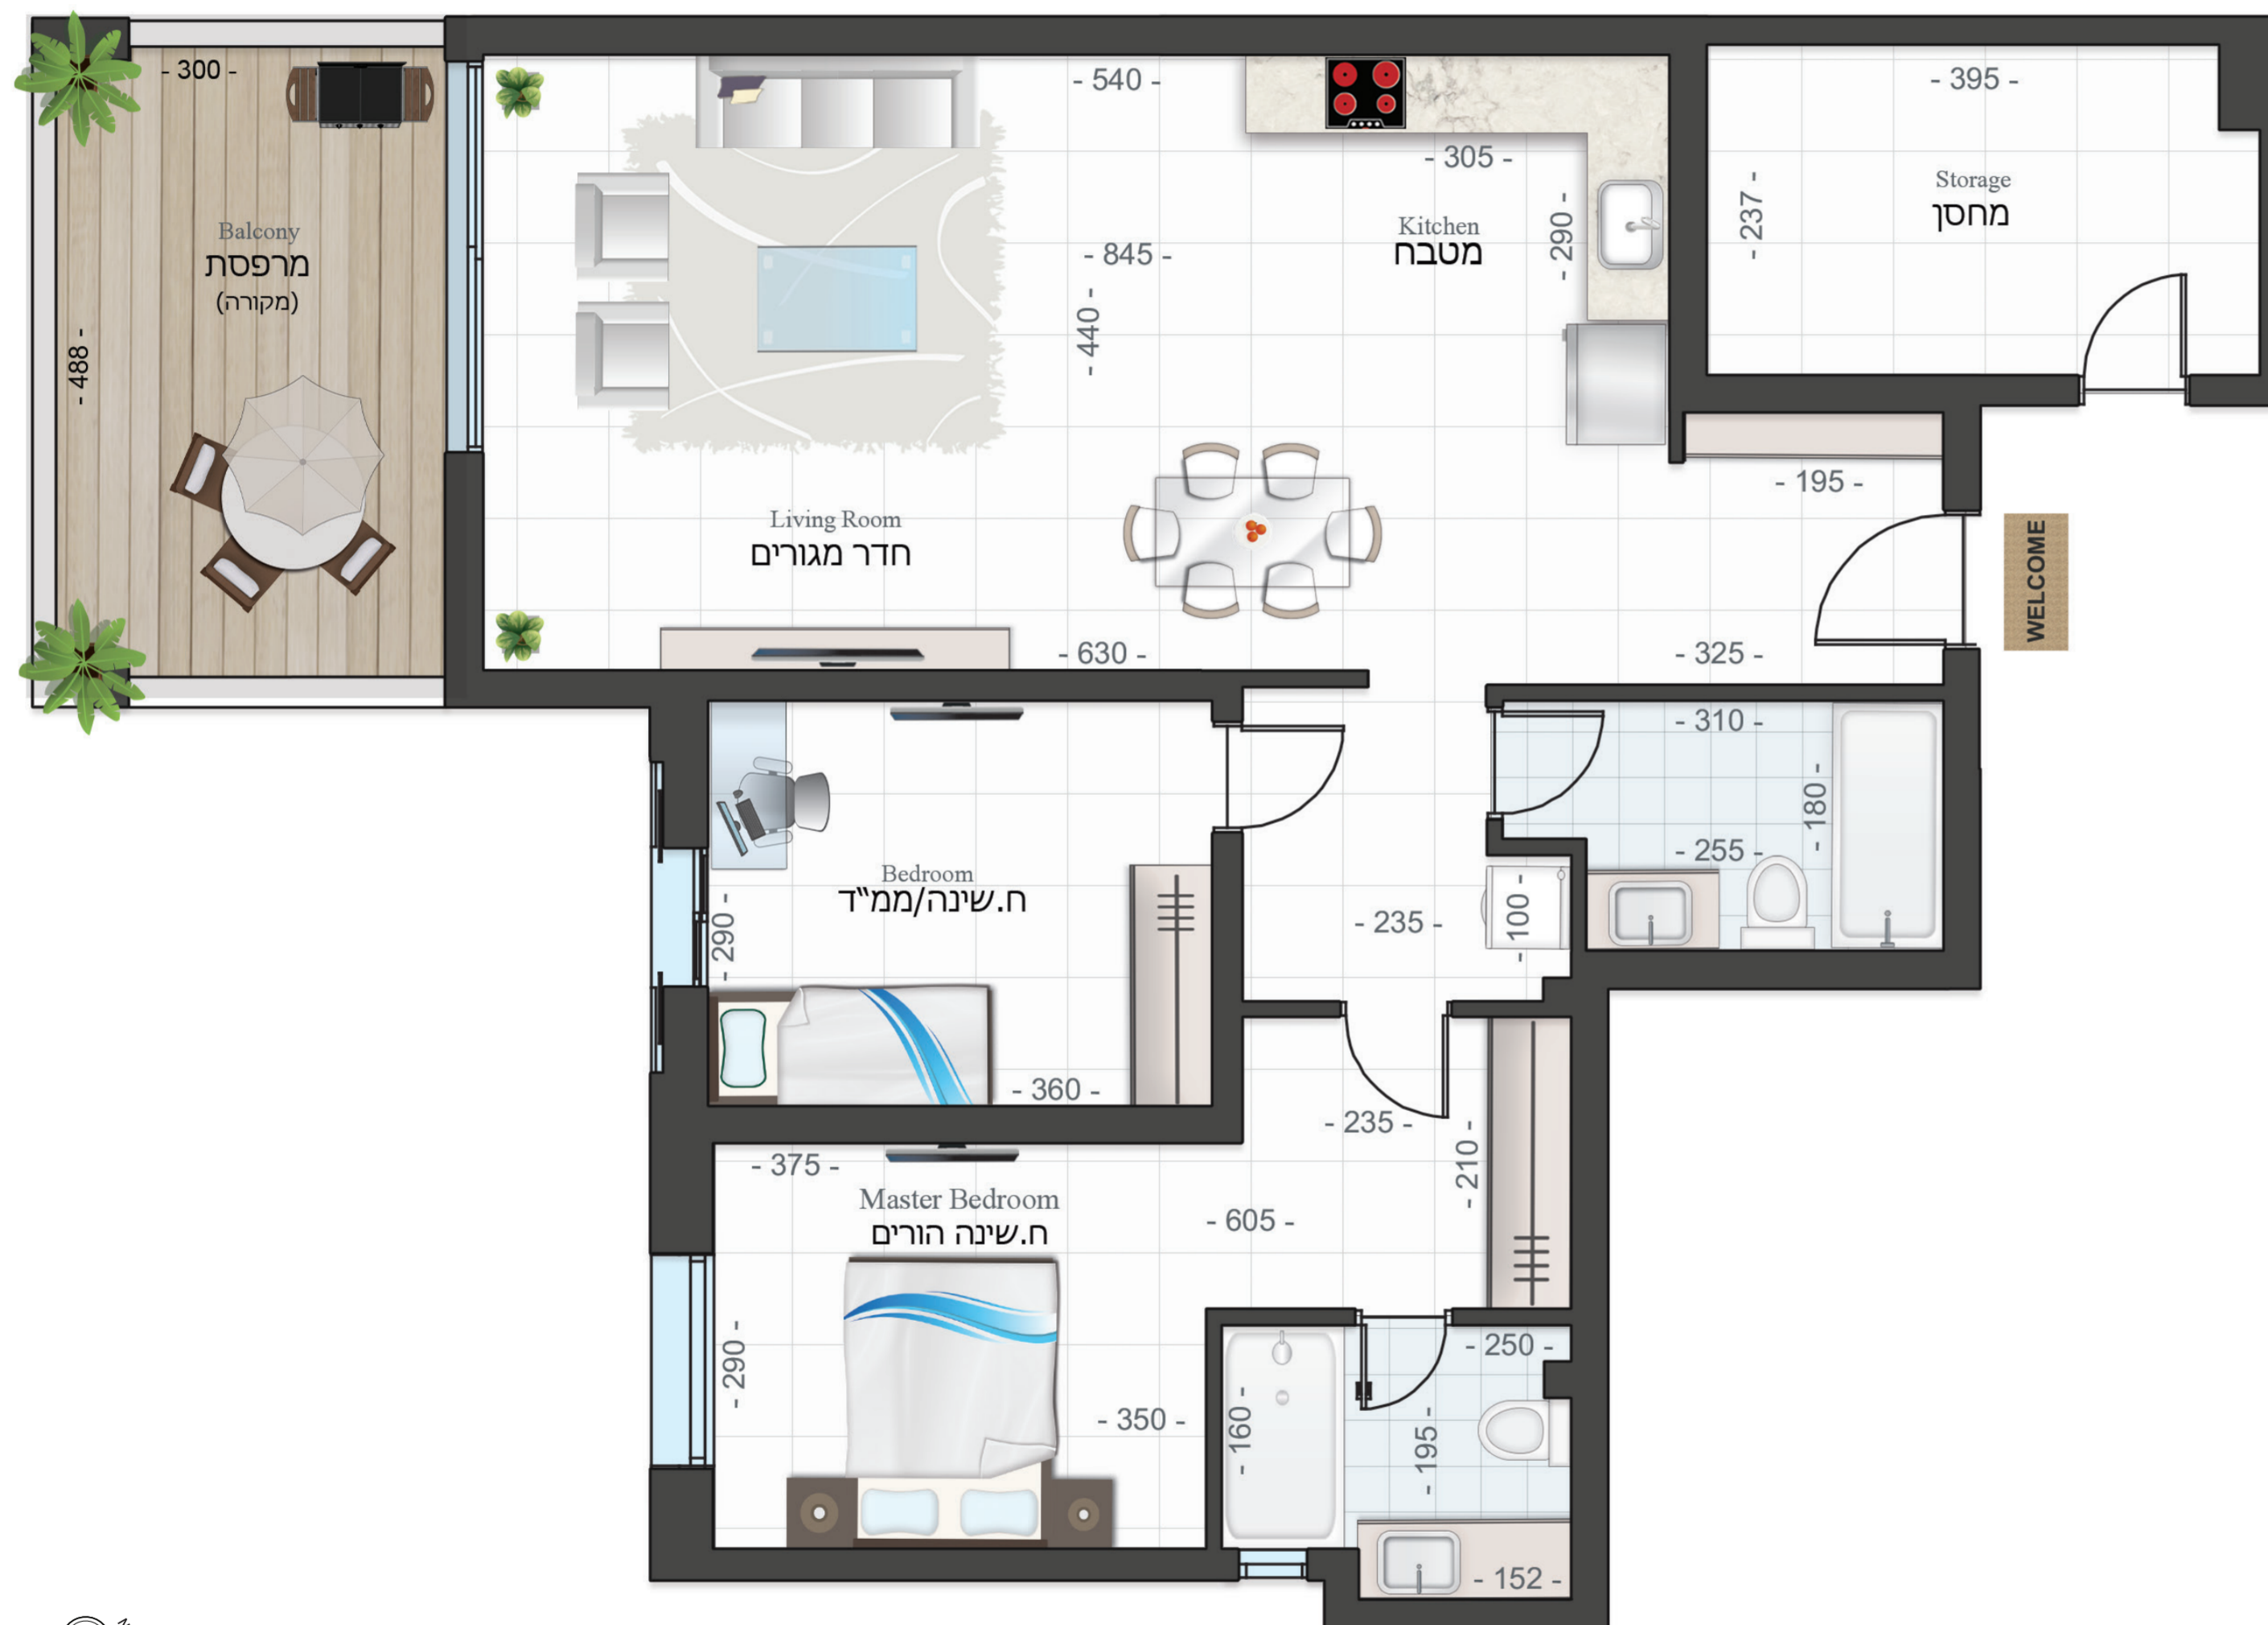 - 300 -
Balcony
מרפסת
(מקורה)
- 488 -
- 540 -
- 305 -
Kitchen
מטבח
- 290 -
- 845 -
- 440 -
- 395 -
Storage
מחסן
- 237 -
- 195 -
WELCOME
Living Room
חדר מגורים
- 630 -
- 325 -
- 310 -
- 180 -
- 255 -
Bedroom
ח.שינה/ממ"ד
- 290 -
- 360 -
- 235 -
- 100 -
- 235 -
- 210 -
- 375 -
Master Bedroom
ח.שינה הורים
- 605 -
- 290 -
- 350 -
- 250 -
- 160 -
- 195 -
- 152 -